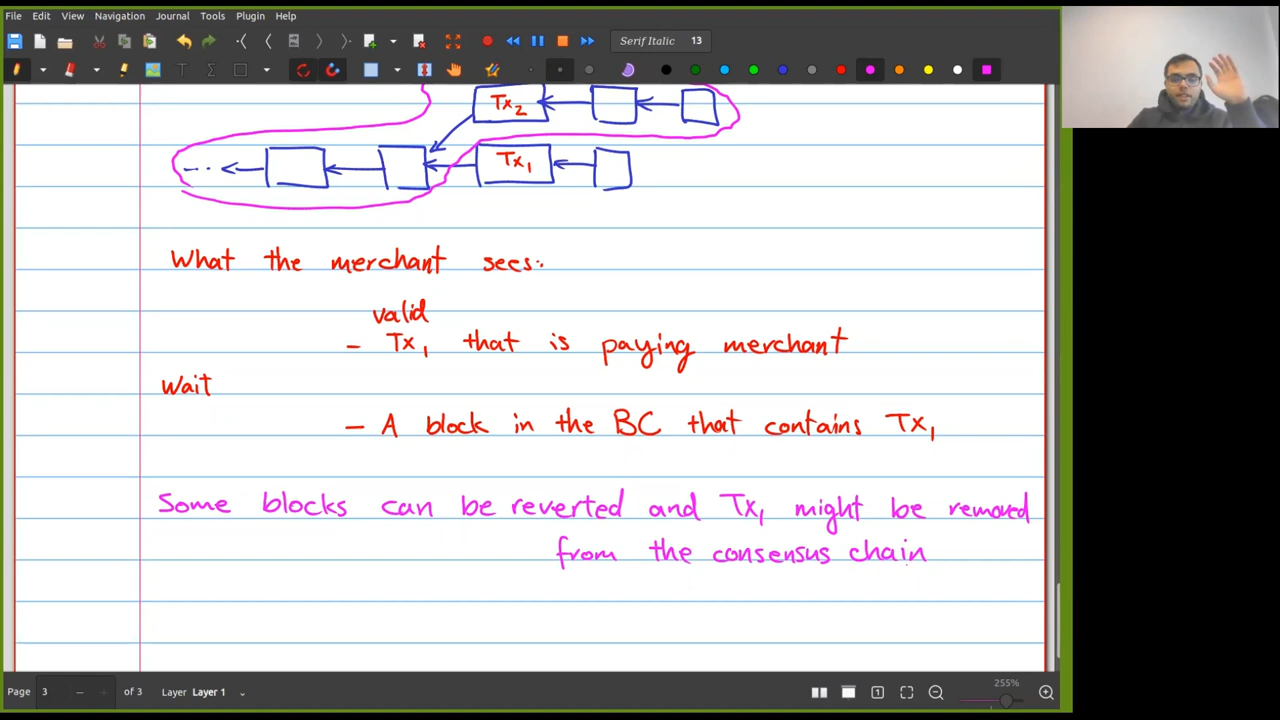 File Edit View Navigation Journal Tools Plugin Help
Serif Italic 13
Tx2
... Tx1
What the merchant sees:
valid
- Tx1 that is paying merchant
Wait
- A block in the BC that contains Tx1
Some blocks can be reverted and Tx1 might be removed
from the consensus chain
255%
Page 3 of 3 Layer Layer 1